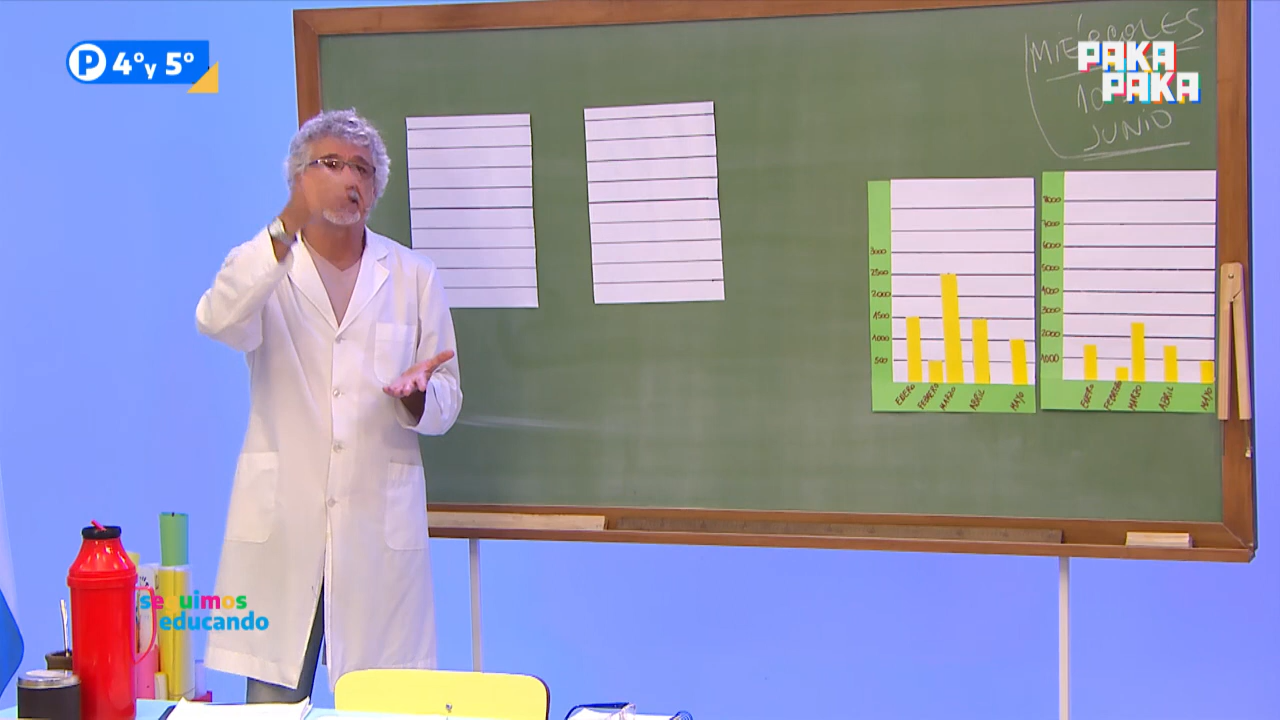 P 4° y 5°
MIÉRCOLES
10
JUNIO
PAKA
PAKA
3000
2500
2000
1500
1000
500
ENERO
FEBRERO
MARZO
ABRIL
MAYO
8000
7000
6000
5000
4000
3000
2000
1000
ENERO
FEBRERO
MARZO
ABRIL
MAYO
seguimos
educando